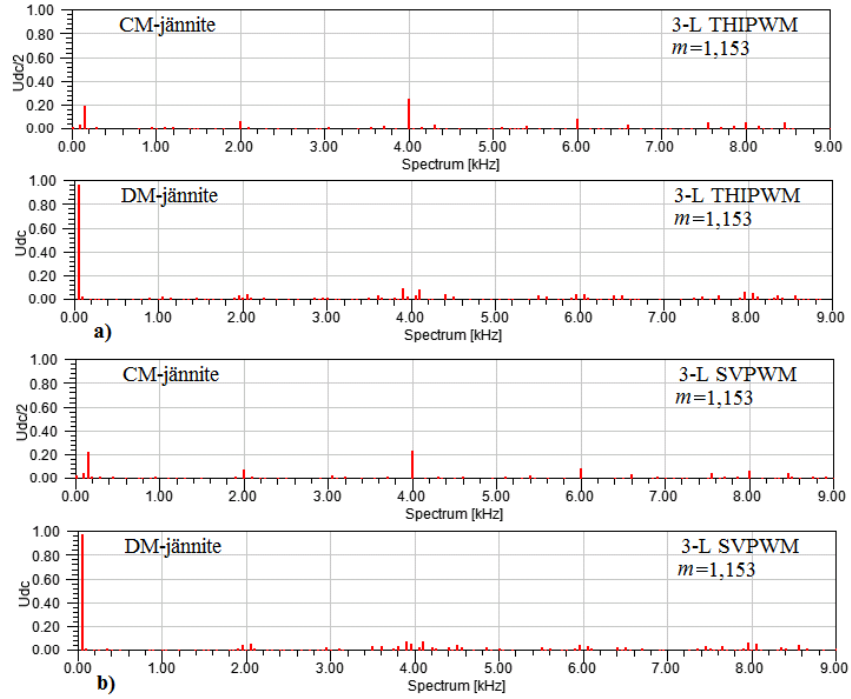 1.00 CM-jännite 3-L THIPWM
0.80 m=1,153
0.60
Udc/2
0.40
0.20
0.00
0.00 1.00 2.00 3.00 4.00 5.00 6.00 7.00 8.00 9.00
Spectrum [kHz]
1.00 DM-jännite 3-L THIPWM
0.80 m=1,153
0.60
Udc
0.40
0.20
0.00
0.00 1.00 2.00 3.00 4.00 5.00 6.00 7.00 8.00 9.00
a) Spectrum [kHz]
1.00 CM-jännite 3-L SVPWM
0.80 m=1,153
0.60
Udc/2
0.40
0.20
0.00
0.00 1.00 2.00 3.00 4.00 5.00 6.00 7.00 8.00 9.00
Spectrum [kHz]
1.00 DM-jännite 3-L SVPWM
0.80 m=1,153
0.60
Udc
0.40
0.20
0.00
0.00 1.00 2.00 3.00 4.00 5.00 6.00 7.00 8.00 9.00
b) Spectrum [kHz]